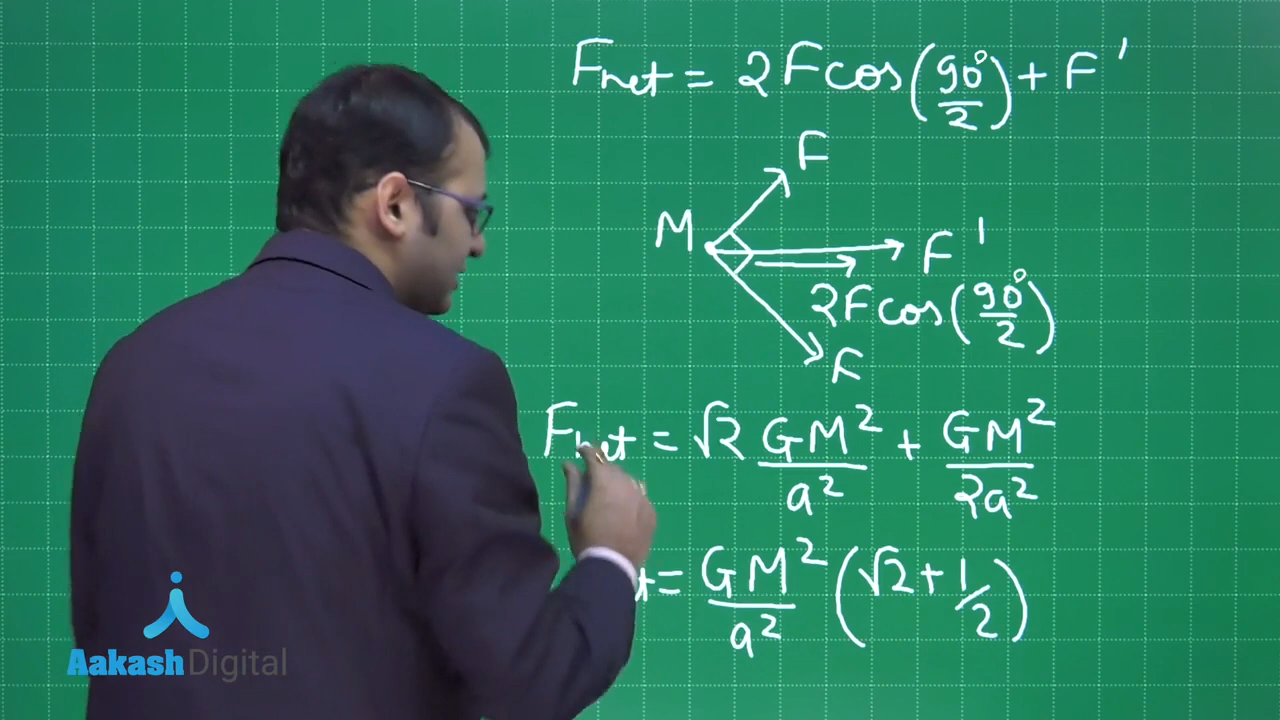 Fnet = 2Fcos(90°/2) + F'
F
M
F'
2Fcos(90°/2)
F
Fnet = √2 GM²/a² + GM²/2a²
t = GM²/a² (√2 + 1/2)
Aakash Digital